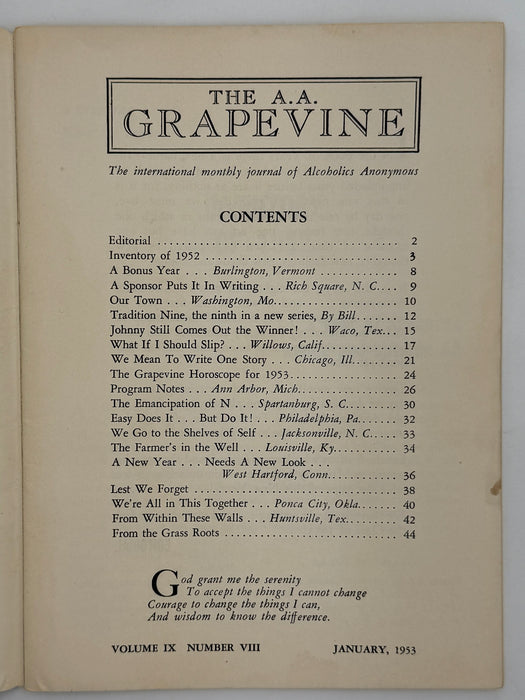 THE A.A.
GRAPEVINE
The international monthly journal of Alcoholics Anonymous
CONTENTS
Editorial ........................................ 2
Inventory of 1952 ................................ 3
A Bonus Year . . . Burlington, Vermont .............. 8
A Sponsor Puts It In Writing . . . Rich Square, N. C.... 9
Our Town . . . Washington, Mo..................... 10
Tradition Nine, the ninth in a new series, By Bill....... 12
Johnny Still Comes Out the Winner! . . . Waco, Tex... 15
What If I Should Slip? . . . Willows, Calif............. 17
We Mean To Write One Story . . . Chicago, Ill........ 21
The Grapevine Horoscope for 1953.................. 24
Program Notes . . . Ann Arbor, Mich................ 26
The Emancipation of N . . . Spartanburg, S. C........ 30
Easy Does It . . . But Do It! . . . Philadelphia, Pa...... 32
We Go to the Shelves of Self . . . Jacksonville, N. C..... 33
The Farmer's in the Well . . . Louisville, Ky........... 34
A New Year . . . Needs A New Look . . .
West Hartford, Conn............ 36
Lest We Forget .................................. 38
We're All in This Together . . . Ponca City, Okla...... 40
From Within These Walls . . . Huntsville, Tex........ 42
From the Grass Roots ............................ 44
God grant me the serenity
To accept the things I cannot change
Courage to change the things I can,
And wisdom to know the difference.
VOLUME IX NUMBER VIII JANUARY, 1953